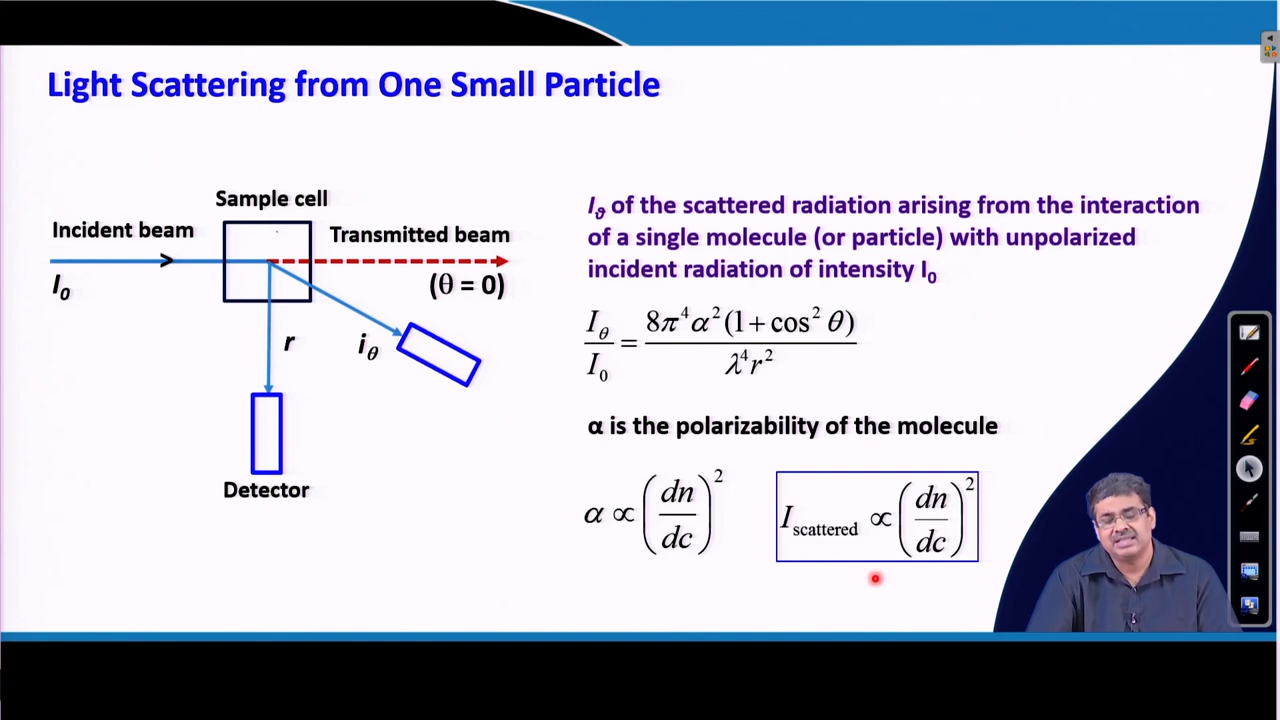 Light Scattering from One Small Particle
Sample cell
Incident beam
Transmitted beam
I₀
(θ = 0)
r
iθ
Detector
Iϑ of the scattered radiation arising from the interaction
of a single molecule (or particle) with unpolarized
incident radiation of intensity I₀
Iθ / I₀ = 8π⁴α²(1+cos² θ) / λ⁴r²
α is the polarizability of the molecule
α ∝ (dn/dc)²
I scattered ∝ (dn/dc)²